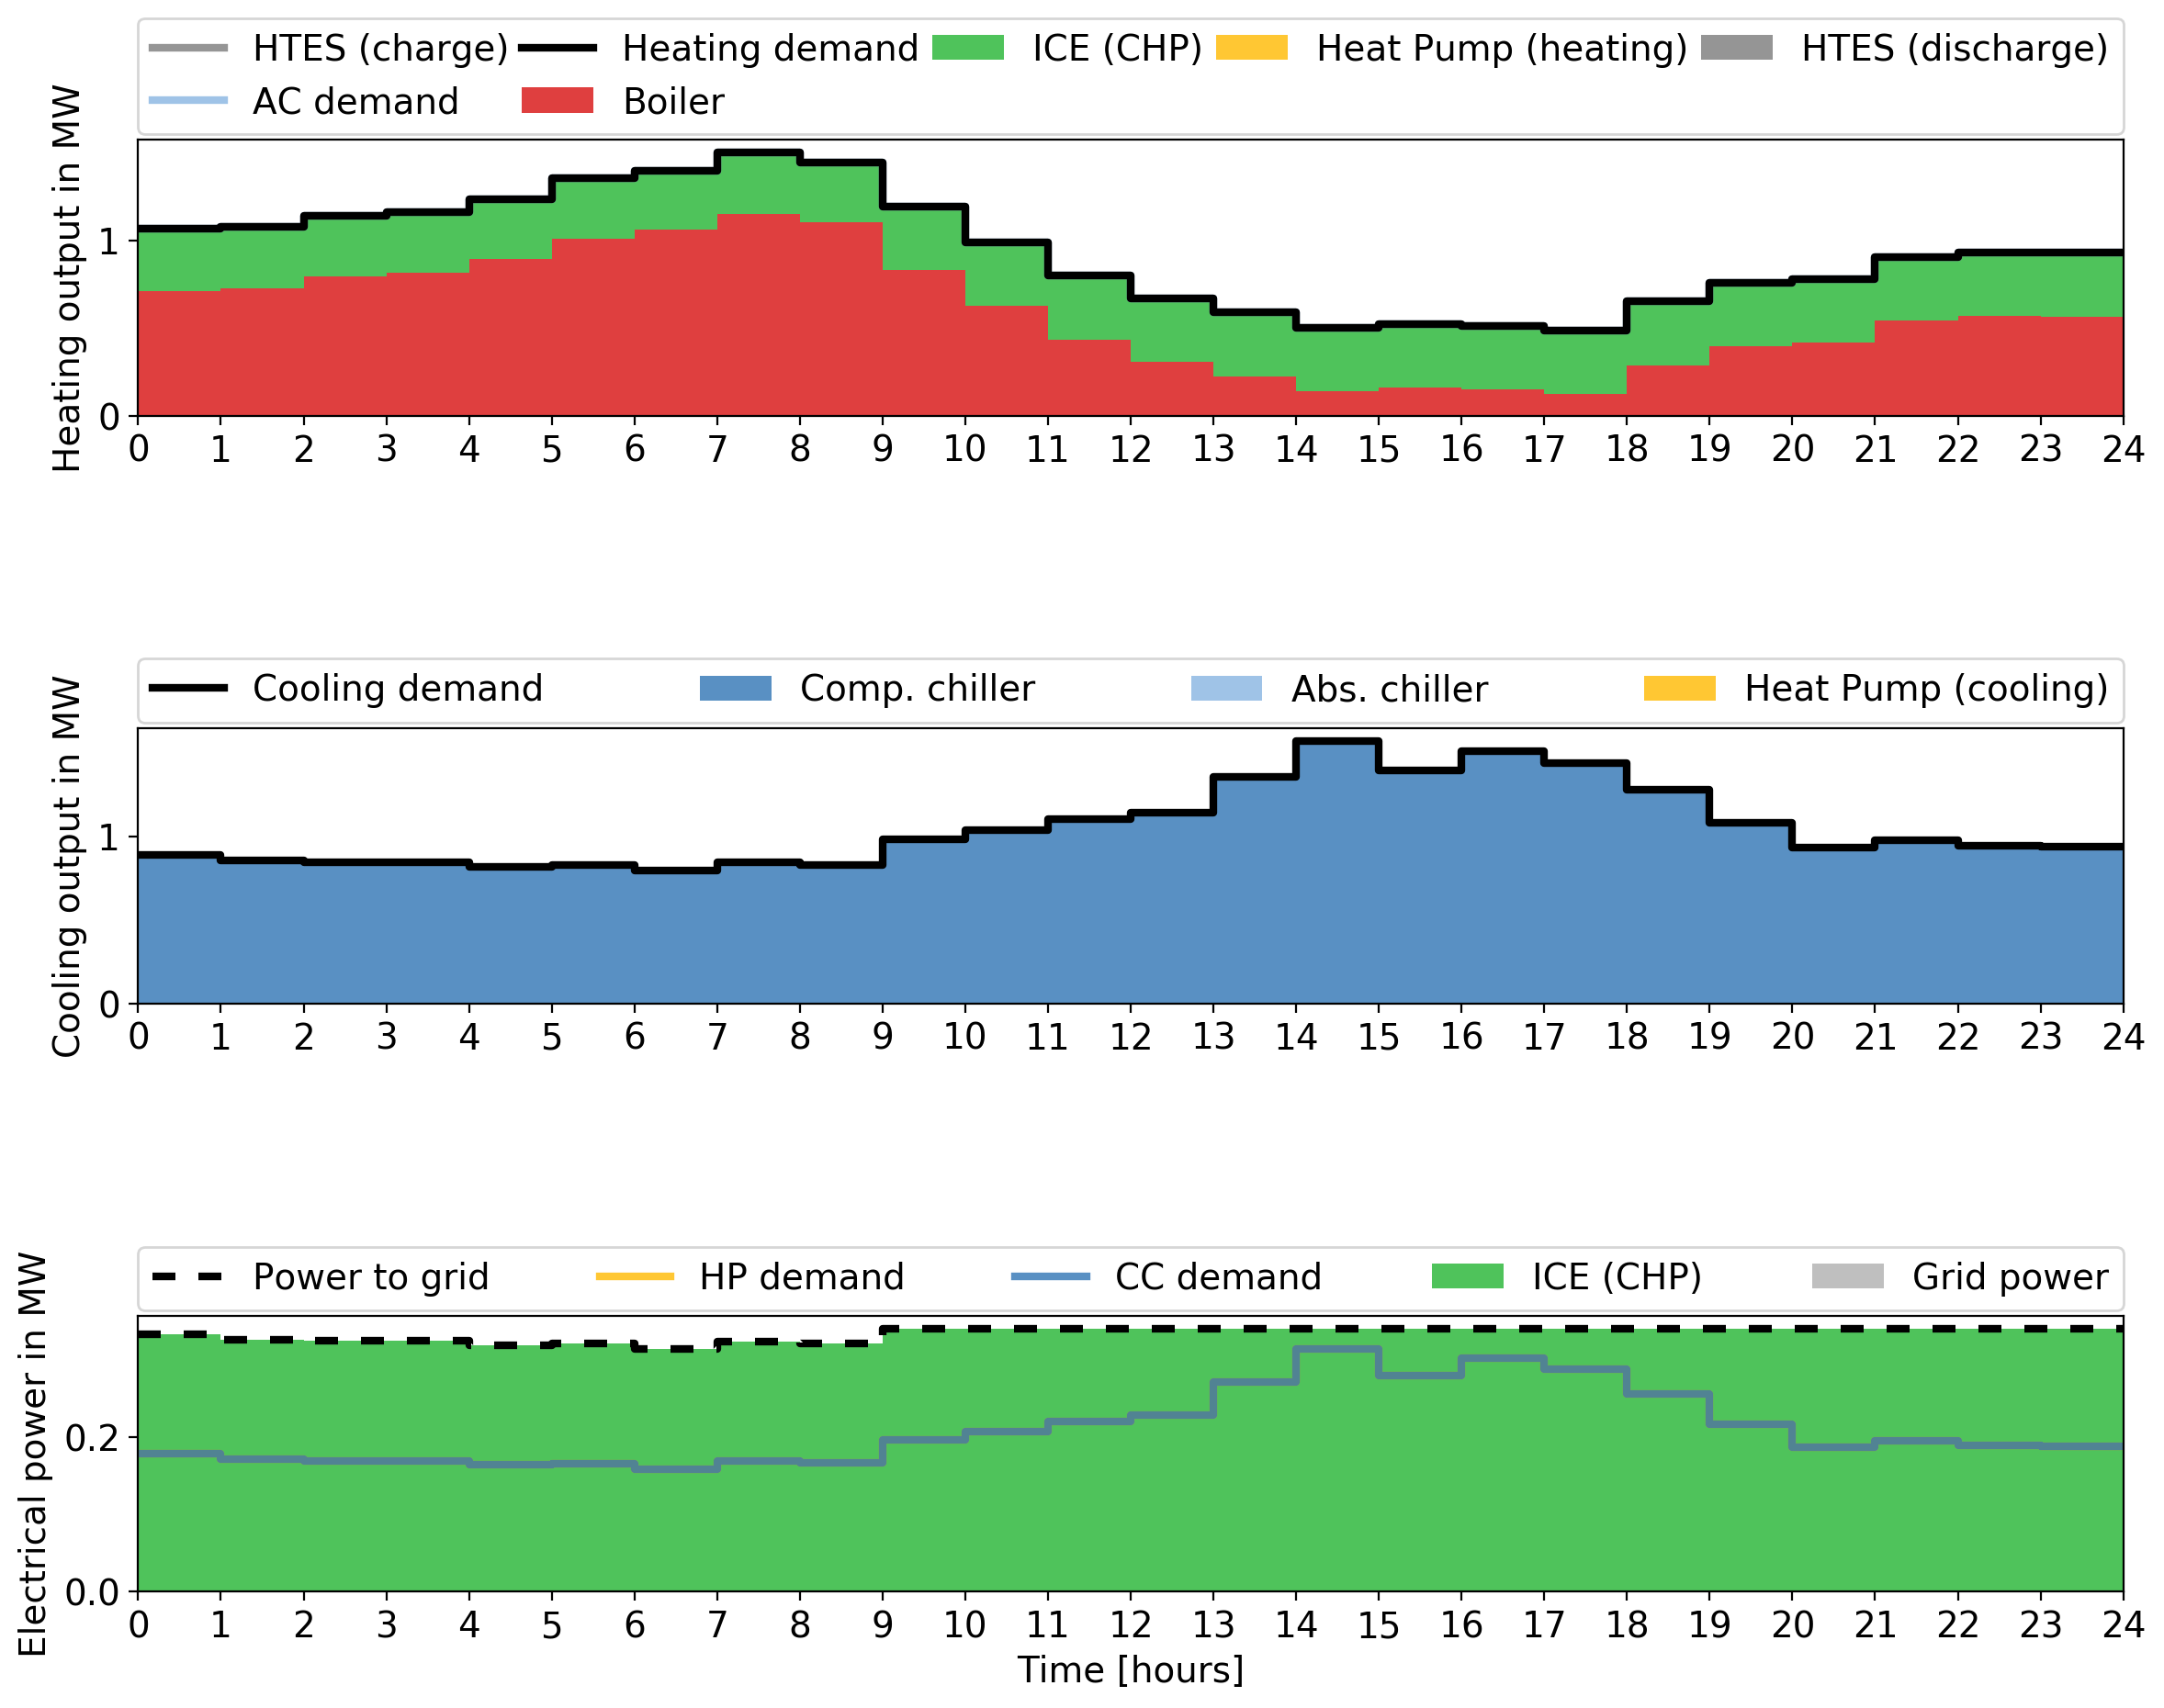 HTES (charge) Heating demand ICE (CHP) Heat Pump (heating) HTES (discharge)
AC demand Boiler
Heating output in MW
1
0
0 1 2 3 4 5 6 7 8 9 10 11 12 13 14 15 16 17 18 19 20 21 22 23 24
Cooling demand Comp. chiller Abs. chiller Heat Pump (cooling)
Cooling output in MW
1
0
0 1 2 3 4 5 6 7 8 9 10 11 12 13 14 15 16 17 18 19 20 21 22 23 24
Power to grid HP demand CC demand ICE (CHP) Grid power
Electrical power in MW
0.2
0.0
0 1 2 3 4 5 6 7 8 9 10 11 12 13 14 15 16 17 18 19 20 21 22 23 24
Time [hours]